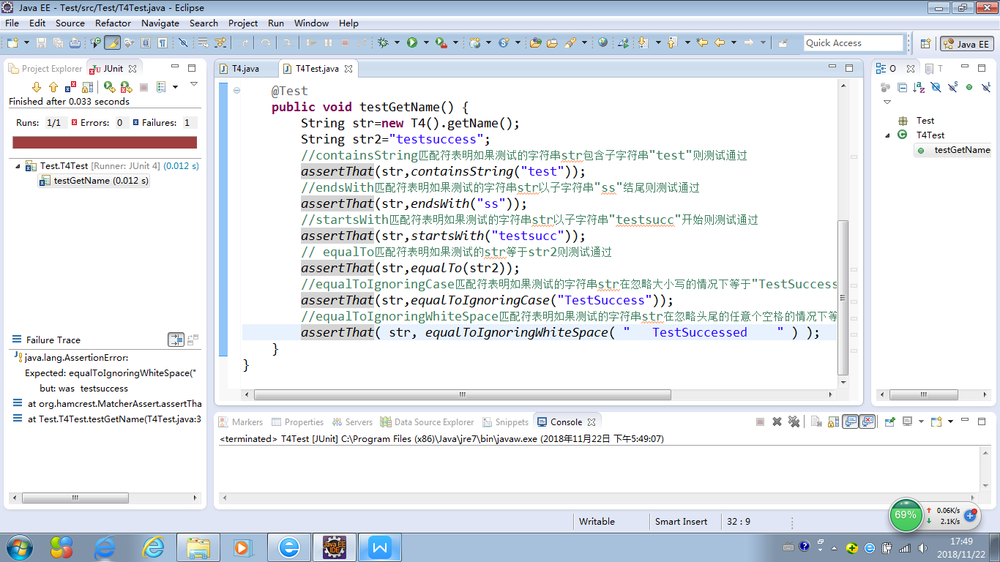 Java EE - Test/src/Test/T4Test.java - Eclipse
File Edit Source Refactor Navigate Search Project Run Window Help
Quick Access
Java EE
Project Explorer
JUnit
Finished after 0.033 seconds
Runs: 1/1 Errors: 0 Failures: 1
Test.T4Test [Runner: JUnit 4] (0.012 s)
testGetName (0.012 s)
Failure Trace
java.lang.AssertionError:
Expected: equalToIgnoringWhiteSpace("
but: was testsuccess
at org.hamcrest.MatcherAssert.assertTha
at Test.T4Test.testGetName(T4Test.java:3
T4.java
T4Test.java
@Test
public void testGetName() {
String str=new T4().getName();
String str2="testsuccess";
//containsString匹配符表明如果测试的字符串str包含子字符串"test"则测试通过
assertThat(str,containsString("test"));
//endsWith匹配符表明如果测试的字符串str以子字符串"ss"结尾则测试通过
assertThat(str,endsWith("ss"));
//startsWith匹配符表明如果测试的字符串str以子字符串"testsucc"开始则测试通过
assertThat(str,startsWith("testsucc"));
// equalTo匹配符表明如果测试的str等于str2则测试通过
assertThat(str,equalTo(str2));
//equalToIgnoringCase匹配符表明如果测试的字符串str在忽略大小写的情况下等于"TestSuccess
assertThat(str,equalToIgnoringCase("TestSuccess"));
//equalToIgnoringWhiteSpace匹配符表明如果测试的字符串str在忽略头尾的任意个空格的情况下等
assertThat( str, equalToIgnoringWhiteSpace( "   TestSuccessed    " ) );
}
}
O
T
Test
T4Test
testGetName
Markers
Properties
Servers
Data Source Explorer
Snippets
Console
<terminated> T4Test [JUnit] C:\Program Files (x86)\Java\jre7\bin\javaw.exe (2018年11月22日 下午5:49:07)
Writable
Smart Insert
32 : 9
69%
0.06K/s
2.1K/s
Java EE
IDE
17:49
2018/11/22